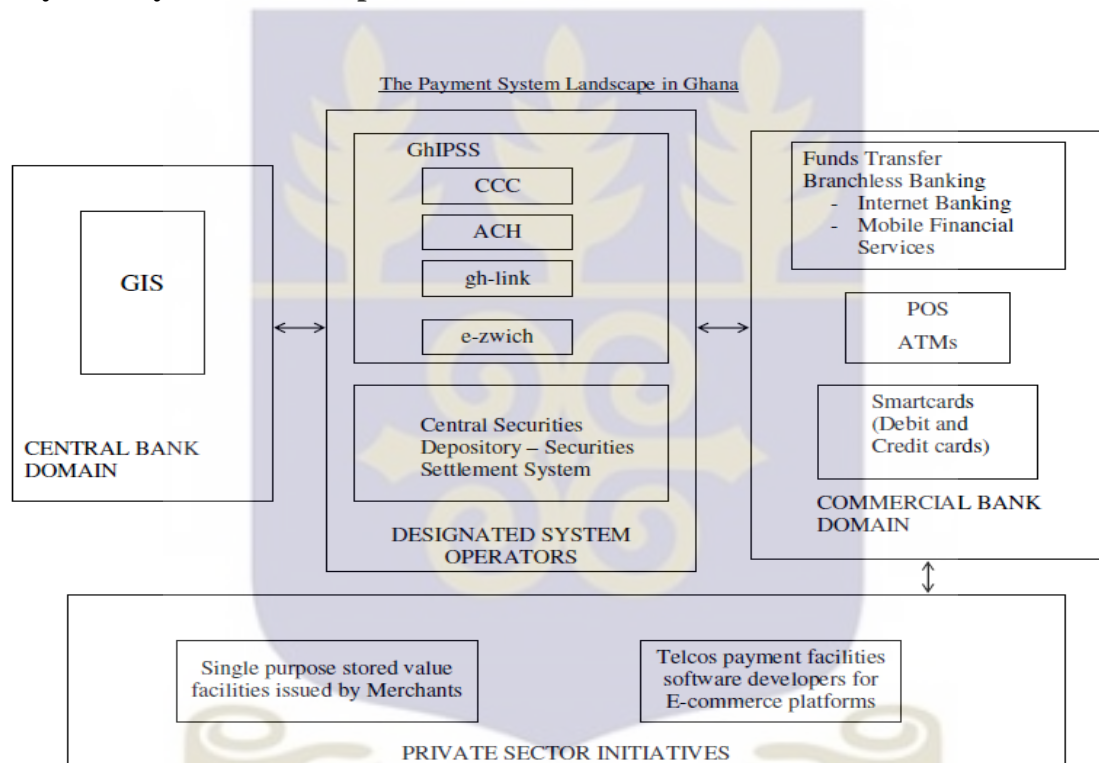 The Payment System Landscape in Ghana
GIS
CENTRAL BANK
DOMAIN
GhIPSS
CCC
ACH
gh-link
e-zwich
Central Securities
Depository – Securities
Settlement System
DESIGNATED SYSTEM
OPERATORS
Funds Transfer
Branchless Banking
- Internet Banking
- Mobile Financial
Services
POS
ATMs
Smartcards
(Debit and
Credit cards)
COMMERCIAL BANK
DOMAIN
Single purpose stored value
facilities issued by Merchants
Telcos payment facilities
software developers for
E-commerce platforms
PRIVATE SECTOR INITIATIVES